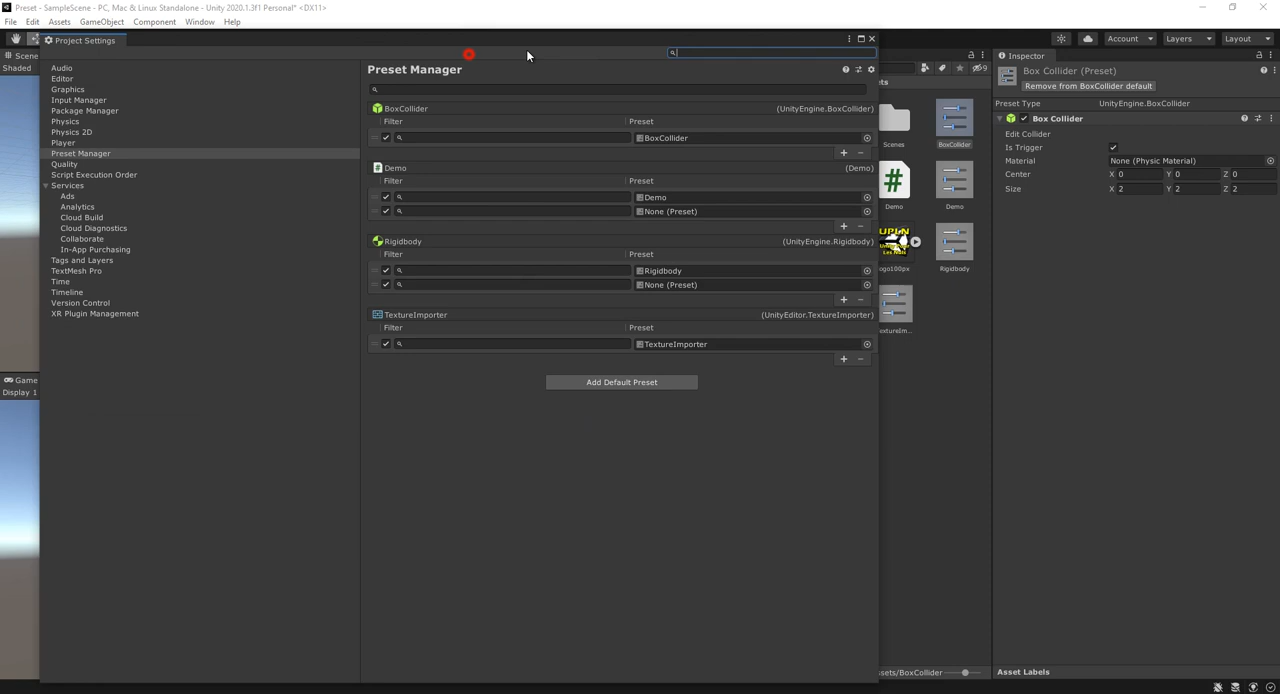 Preset - SampleScene - PC, Mac & Linux Standalone - Unity 2020.1.3f1 Personal* <DX11>
File Edit Assets GameObject Component Window Help
Account Layers Layout
Project Settings
Scene
Shaded
Game
Display 1
Audio
Editor
Graphics
Input Manager
Package Manager
Physics
Physics 2D
Player
Preset Manager
Quality
Script Execution Order
Services
Ads
Analytics
Cloud Build
Cloud Diagnostics
Collaborate
In-App Purchasing
Tags and Layers
TextMesh Pro
Time
Timeline
Version Control
XR Plugin Management
Preset Manager
BoxCollider (UnityEngine.BoxCollider)
Filter Preset
BoxCollider
Demo (Demo)
Filter Preset
Demo
None (Preset)
Rigidbody (UnityEngine.Rigidbody)
Filter Preset
Rigidbody
None (Preset)
TextureImporter (UnityEditor.TextureImporter)
Filter Preset
TextureImporter
Add Default Preset
9
ets
Scenes BoxCollider
Demo Demo
UPLN
ogo100px Rigidbody
extureIm...
ssets/BoxCollider
Inspector
Box Collider (Preset)
Remove from BoxCollider default
Preset Type UnityEngine.BoxCollider
Box Collider
Edit Collider
Is Trigger
Material None (Physic Material)
Center X 0 Y 0 Z 0
Size X 2 Y 2 Z 2
Asset Labels